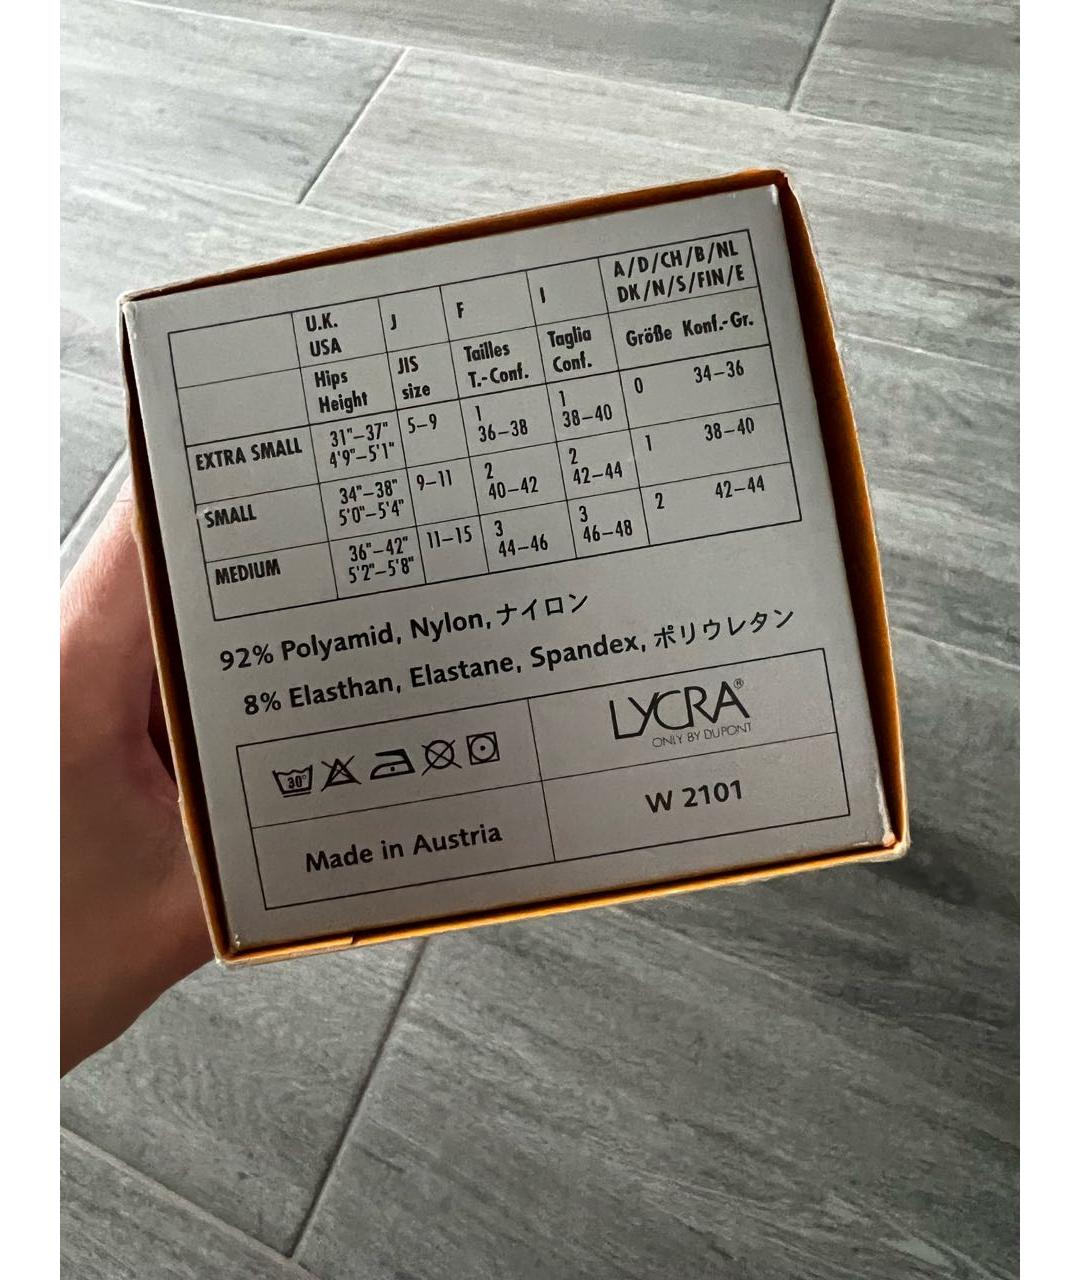 U.K. USA J F I A/D/CH/B/NL DK/N/S/FIN/E
Hips Height JIS size Tailles T.-Conf. Taglia Conf. Größe Konf.-Gr.
EXTRA SMALL 31"–37" 4'9"–5'1" 5–9 1 36–38 1 38–40 0 34–36
SMALL 34"–38" 5'0"–5'4" 9–11 2 40–42 2 42–44 1 38–40
MEDIUM 36"–42" 5'2"–5'8" 11–15 3 44–46 3 46–48 2 42–44
92% Polyamid, Nylon, ナイロン
8% Elasthan, Elastane, Spandex, ポリウレタン
30°
LYCRA®
ONLY BY DUPONT
Made in Austria
W 2101